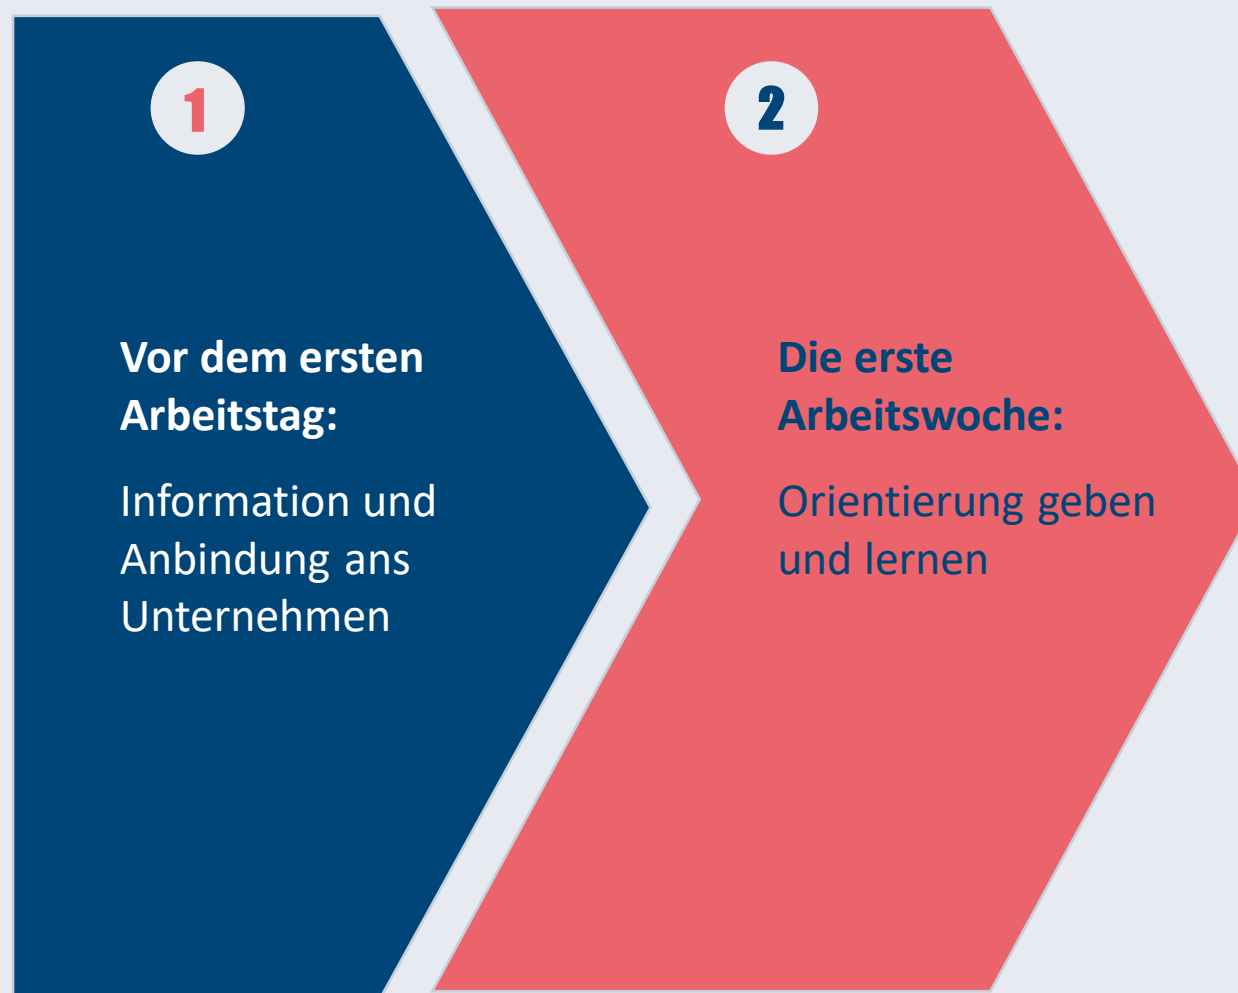 1
Vor dem ersten
Arbeitstag:
Information und
Anbindung ans
Unternehmen
2
Die erste
Arbeitswoche:
Orientierung geben
und lernen